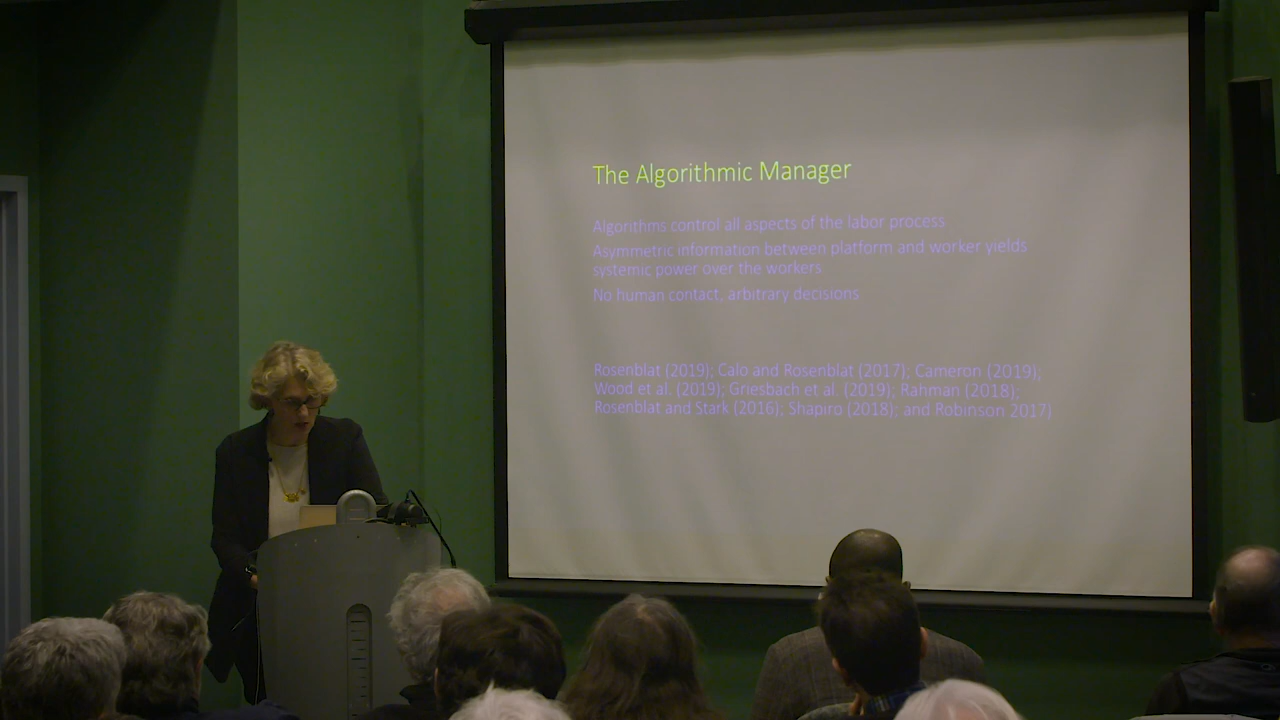 The Algorithmic Manager
Algorithms control all aspects of the labor process
Asymmetric information between platform and worker yields
systemic power over the workers
No human contact, arbitrary decisions
Rosenblat (2019); Calo and Rosenblat (2017); Cameron (2019);
Wood et al. (2019); Griesbach et al. (2019); Rahman (2018);
Rosenblat and Stark (2016); Shapiro (2018); and Robinson 2017)